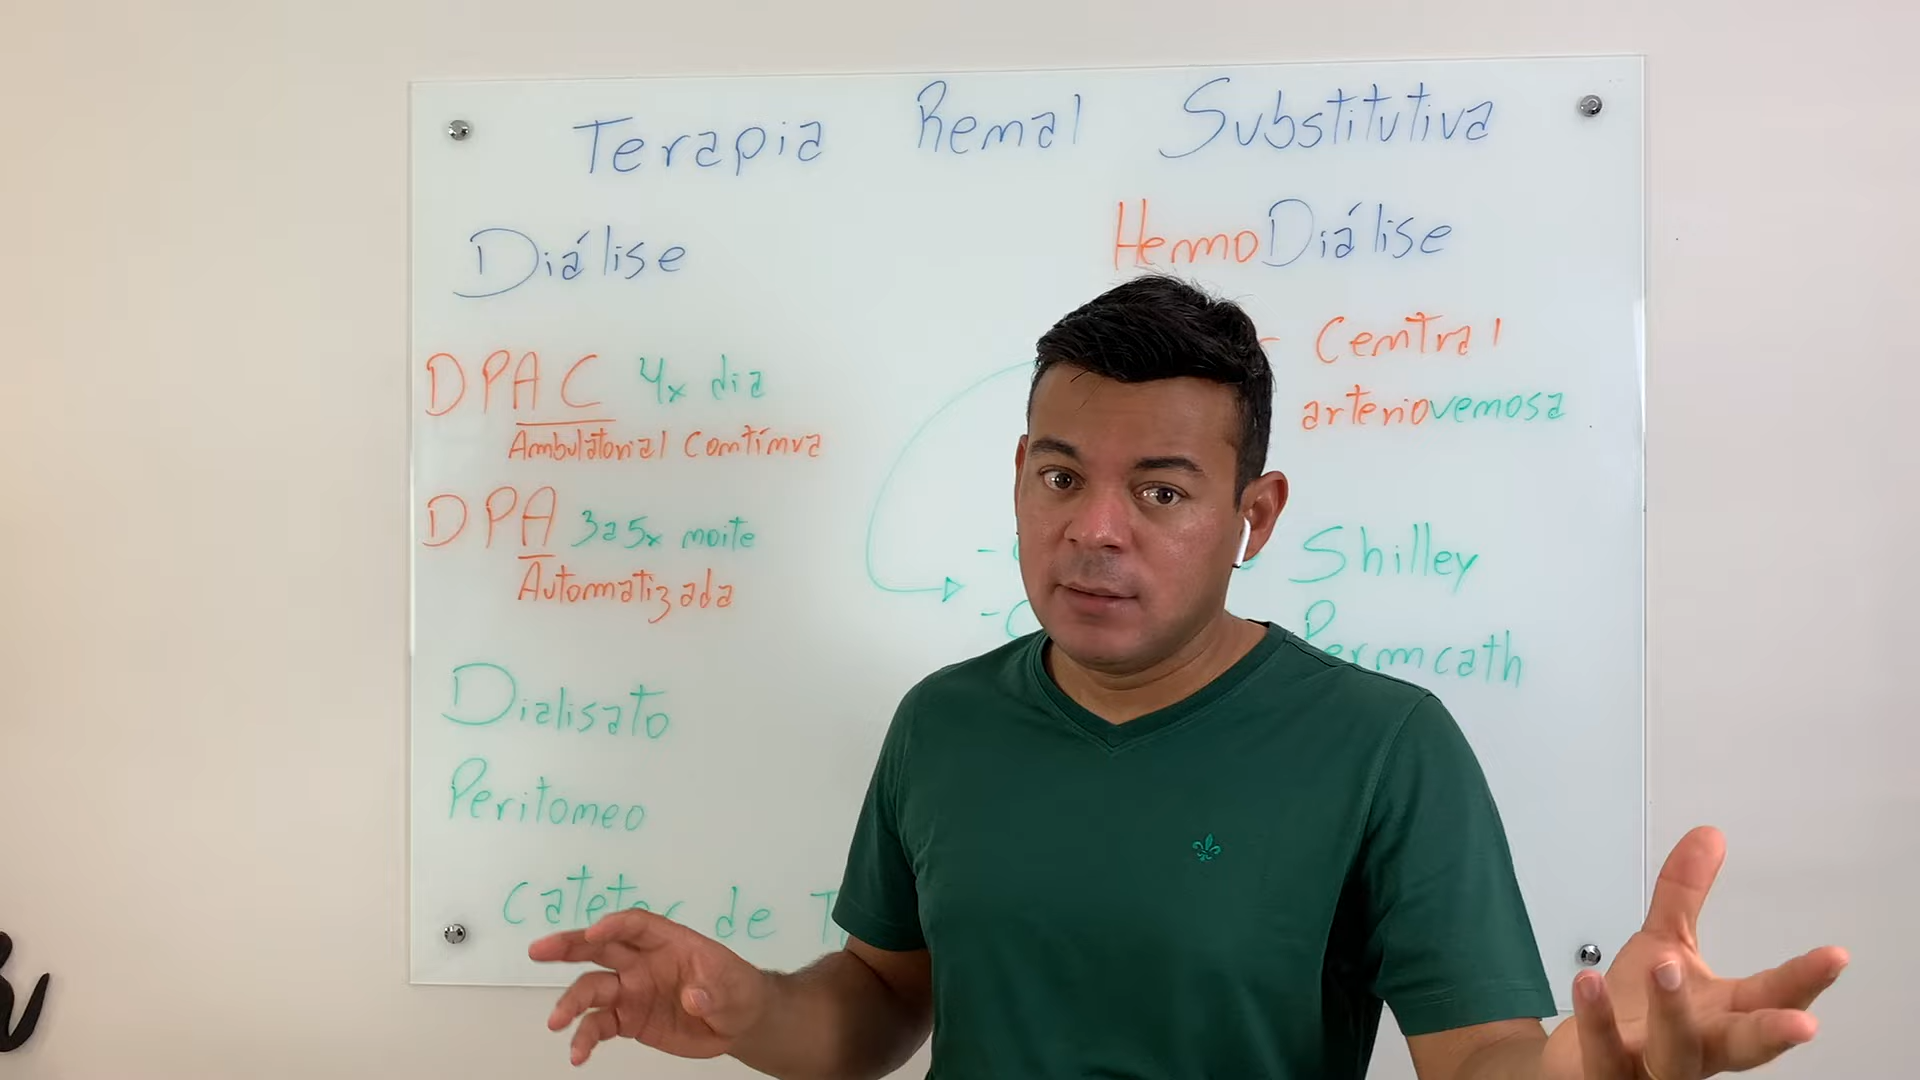 Terapia Renal Substitutiva
Diálise
HemoDiálise
DPAC 4x dia
Ambulatorial Contínua
DPA 3a5x noite
Automatizada
Dialisato
Peritoneo
Cateter de
Central
arteriovenosa
Shilley
Permcath